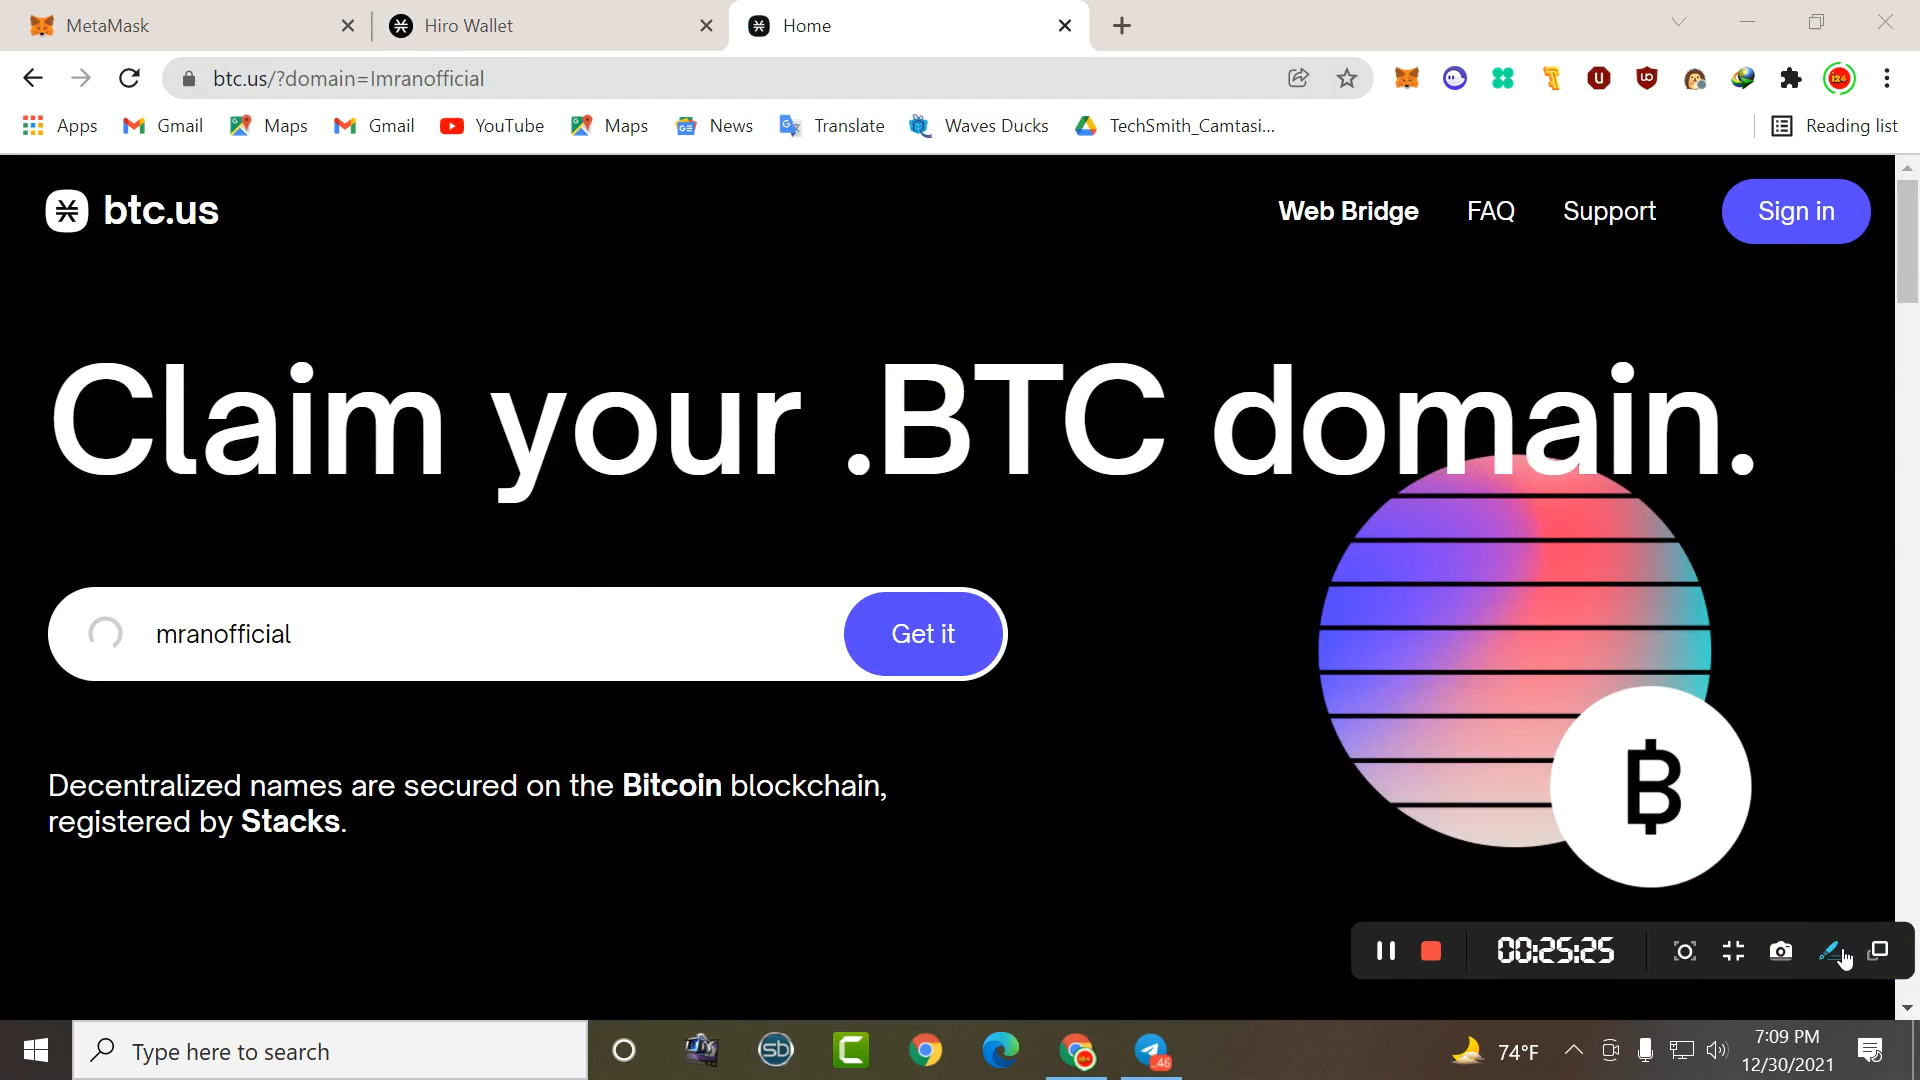 MetaMask
Hiro Wallet
Home
btc.us/?domain=Imranofficial
Apps
Gmail
Maps
Gmail
YouTube
Maps
News
Translate
Waves Ducks
TechSmith_Camtasi...
Reading list
btc.us
Web Bridge
FAQ
Support
Sign in
Claim your .BTC domain.
mranofficial
Get it
Decentralized names are secured on the Bitcoin blockchain,
registered by Stacks.
00:25:25
Type here to search
74°F
7:09 PM
12/30/2021